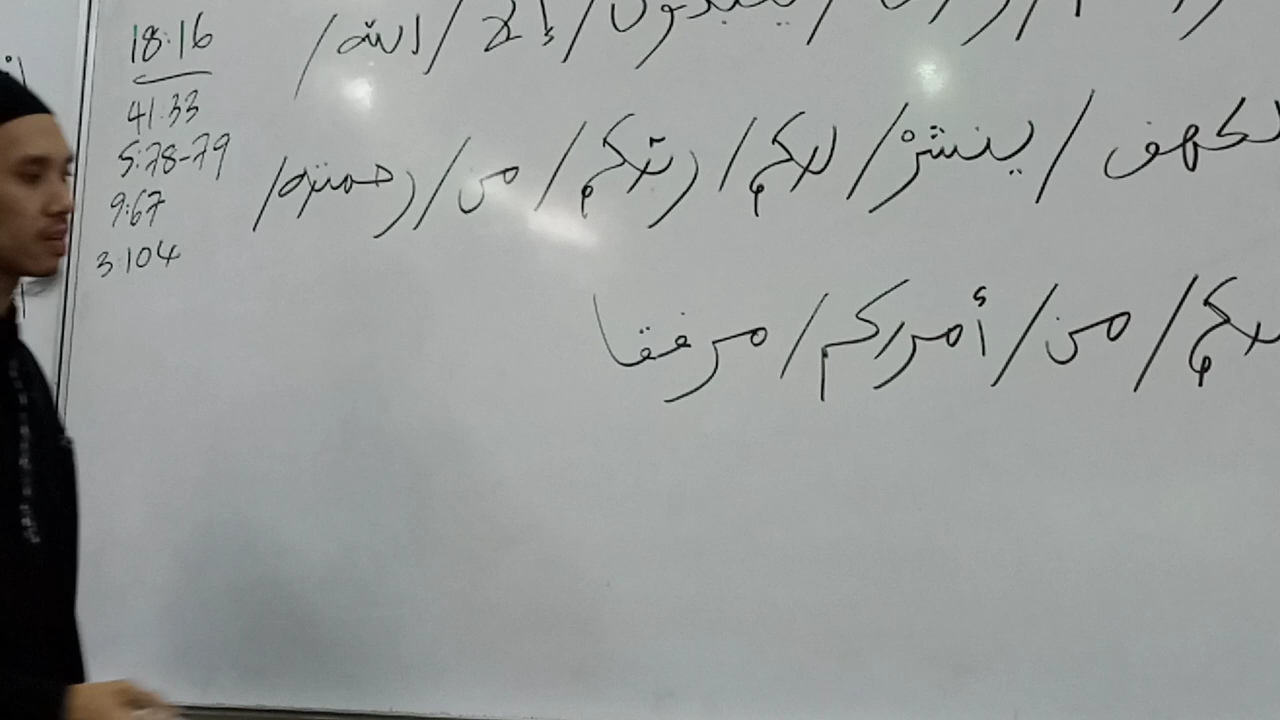 18:16
41:33
5:78-79
9:67
3:104
يعبدون / إلا / الله /
لكهف / ينشرْ / لكم / ربكم / من / رحمته /
لكم / من / أمركم / مرفقا